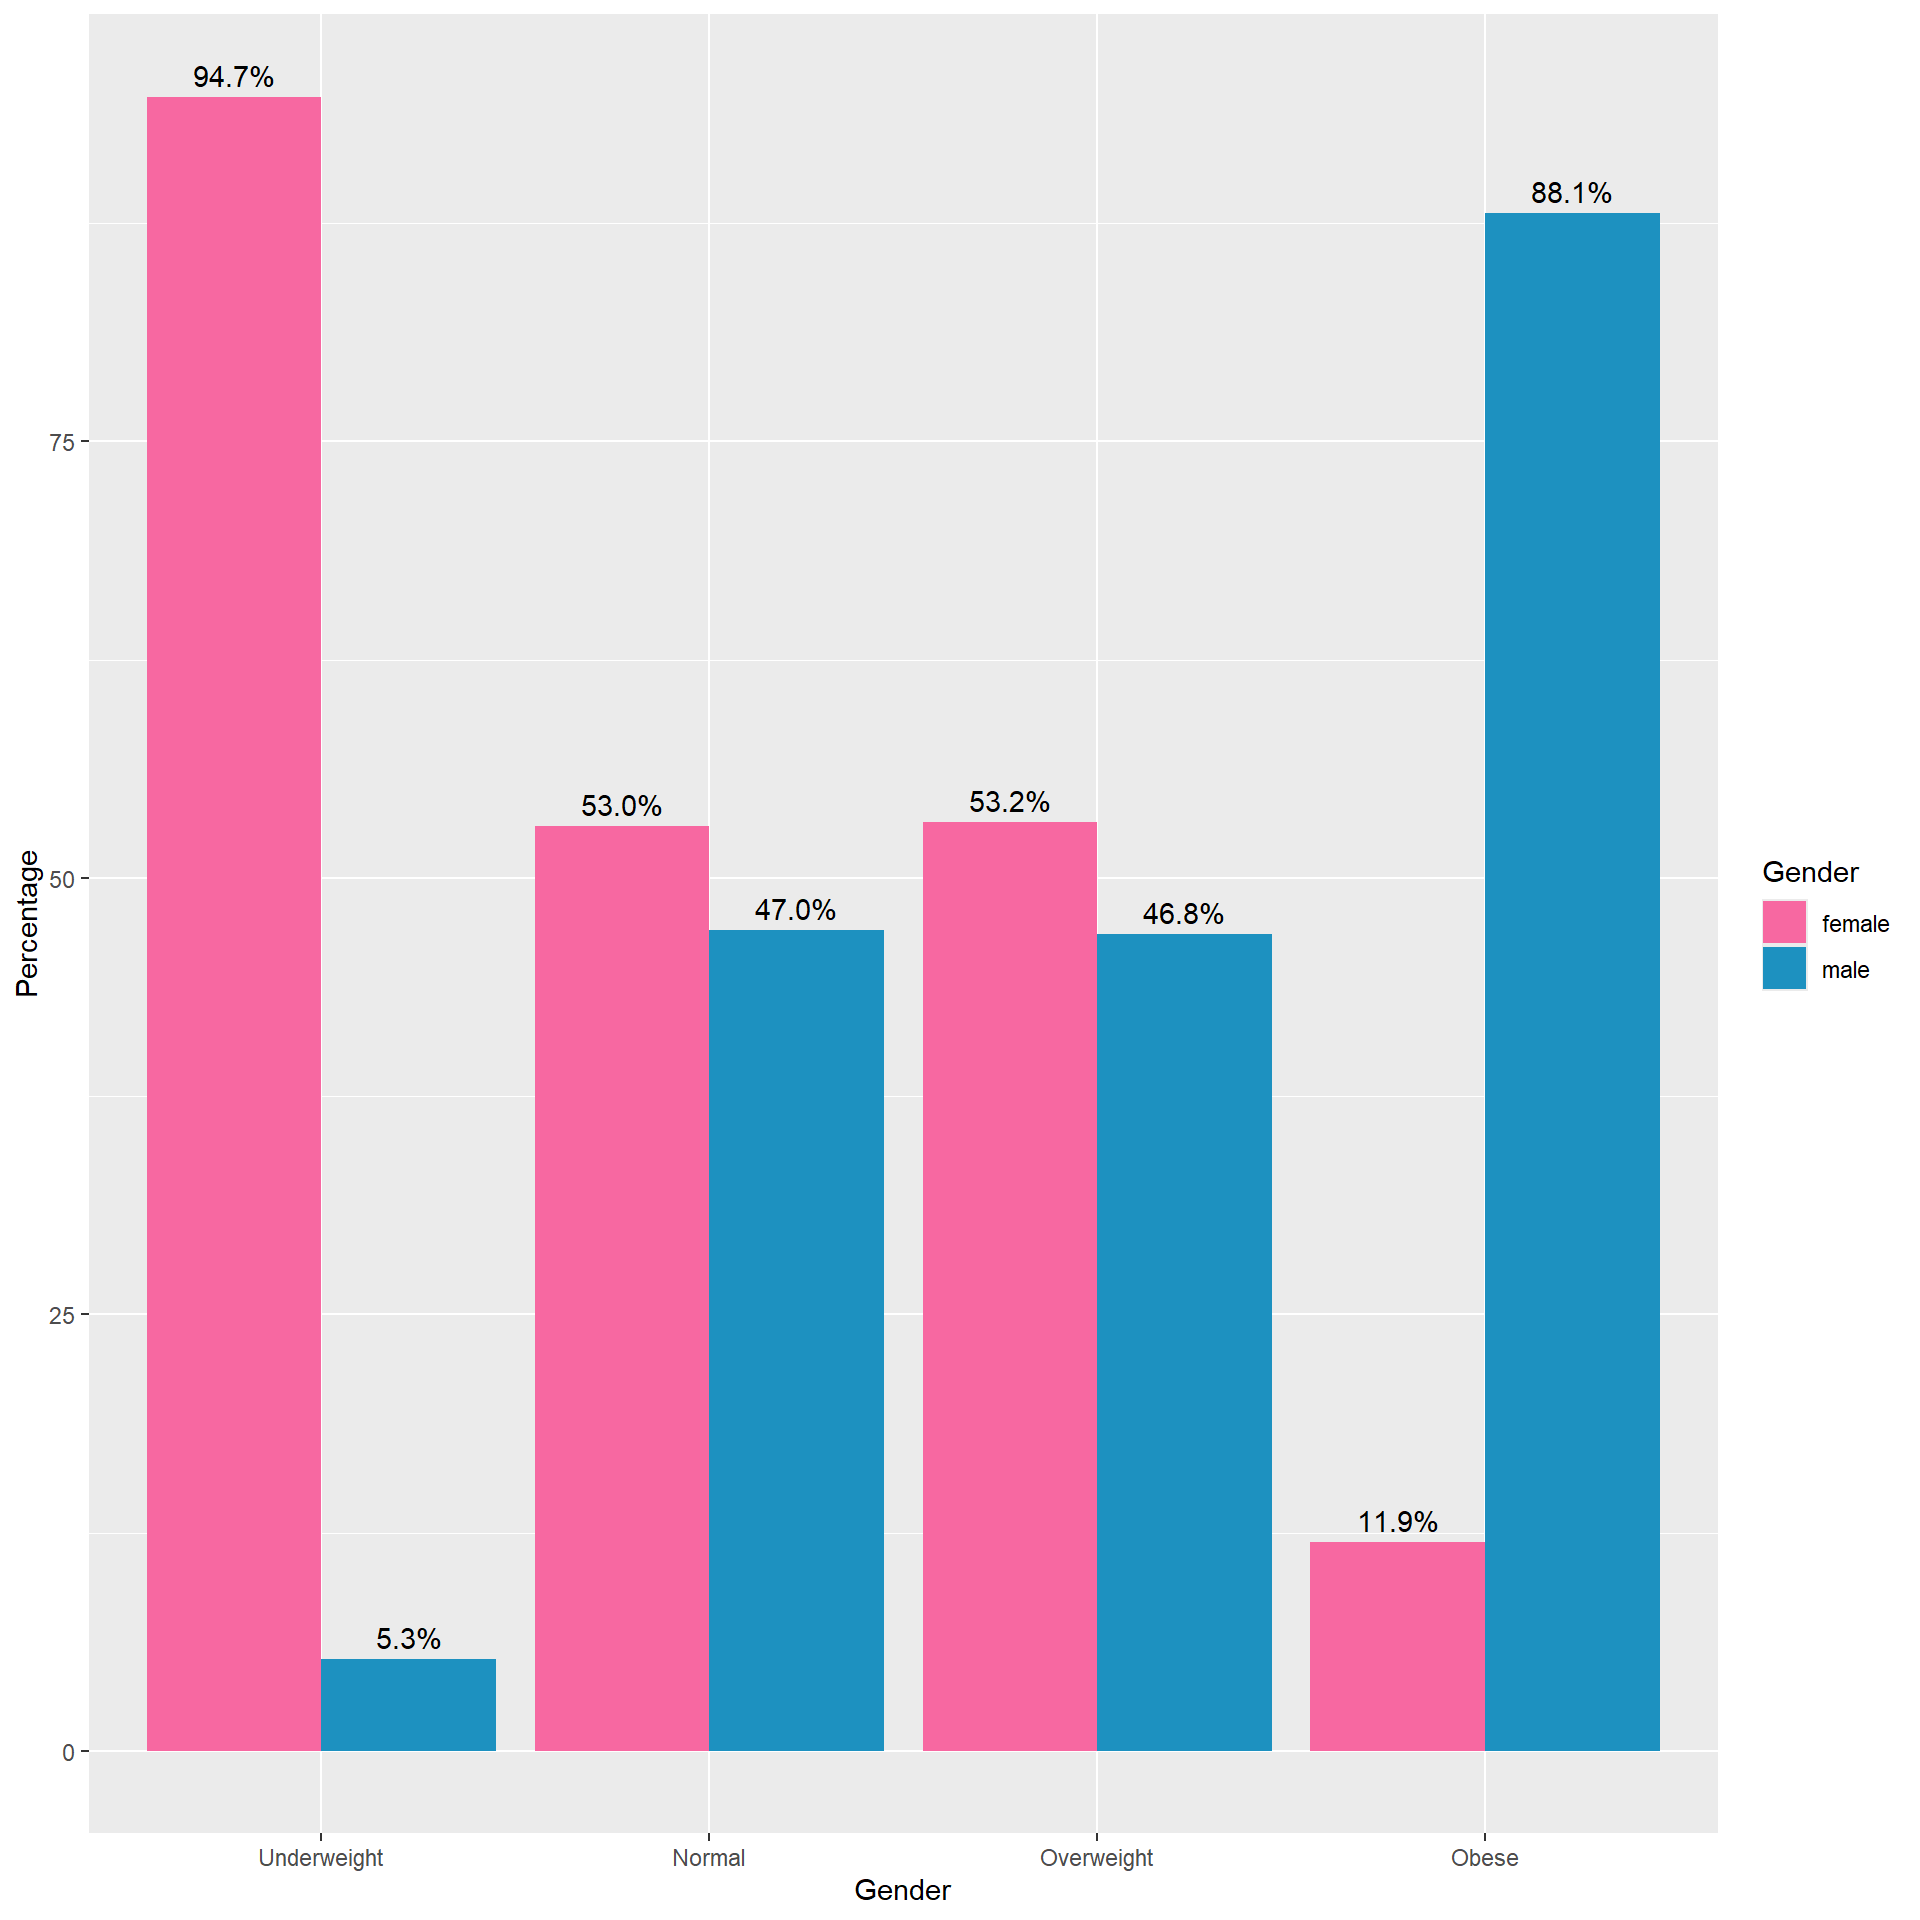 94.7%
88.1%
75
53.0%
53.2%
47.0%
46.8%
50
Percentage
Gender
female
male
25
11.9%
5.3%
0
Underweight
Normal
Overweight
Obese
Gender